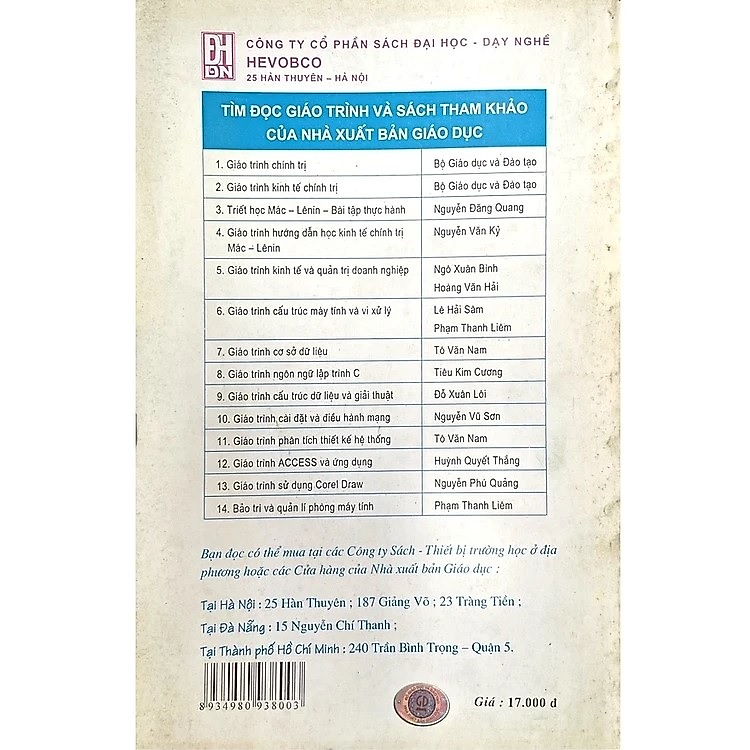 ĐH
DN
CÔNG TY CỔ PHẦN SÁCH ĐẠI HỌC - DẠY NGHỀ
HEVOBCO
25 HÀN THUYÊN – HÀ NỘI
TÌM ĐỌC GIÁO TRÌNH VÀ SÁCH THAM KHẢO
CỦA NHÀ XUẤT BẢN GIÁO DỤC
1. Giáo trình chính trị Bộ Giáo dục và Đào tạo
2. Giáo trình kinh tế chính trị Bộ Giáo dục và Đào tạo
3. Triết học Mác – Lênin – Bài tập thực hành Nguyễn Đăng Quang
4. Giáo trình hướng dẫn học kinh tế chính trị Nguyễn Văn Kỷ
Mác – Lênin
5. Giáo trình kinh tế và quản trị doanh nghiệp Ngô Xuân Bình
Hoàng Văn Hải
6. Giáo trình cấu trúc máy tính và vi xử lý Lê Hải Sâm
Phạm Thanh Liêm
7. Giáo trình cơ sở dữ liệu Tô Văn Nam
8. Giáo trình ngôn ngữ lập trình C Tiêu Kim Cương
9. Giáo trình cấu trúc dữ liệu và giải thuật Đỗ Xuân Lôi
10. Giáo trình cài đặt và điều hành mạng Nguyễn Vũ Sơn
11. Giáo trình phân tích thiết kế hệ thống Tô Văn Nam
12. Giáo trình ACCESS và ứng dụng Huỳnh Quyết Thắng
13. Giáo trình sử dụng Corel Draw Nguyễn Phú Quảng
14. Bảo trì và quản lí phòng máy tính Phạm Thanh Liêm
Bạn đọc có thể mua tại các Công ty Sách - Thiết bị trường học ở địa
phương hoặc các Cửa hàng của Nhà xuất bản Giáo dục :
Tại Hà Nội : 25 Hàn Thuyên ; 187 Giảng Võ ; 23 Tràng Tiền ;
Tại Đà Nẵng : 15 Nguyễn Chí Thanh ;
Tại Thành phố Hồ Chí Minh : 240 Trần Bình Trọng – Quận 5.
8934980 938003
Giá : 17.000 đ